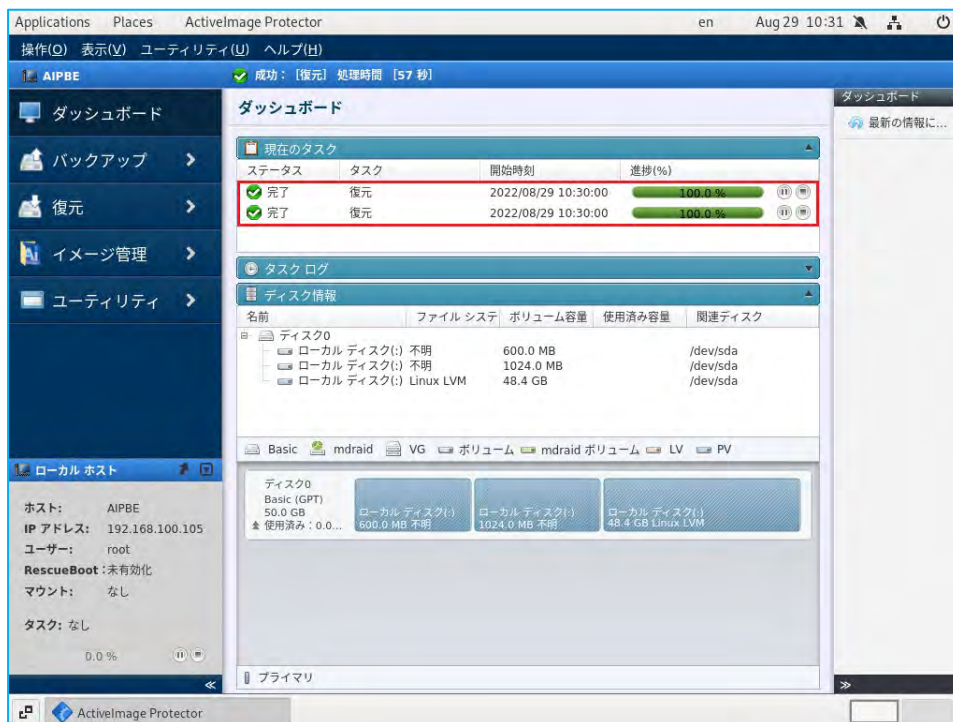 Applications Places ActiveImage Protector en Aug 29 10:31
操作(O) 表示(V) ユーティリティ(U) ヘルプ(H)
AIPBE
成功： [復元] 処理時間 [57 秒]
ダッシュボード
バックアップ
復元
イメージ管理
ユーティリティ
ローカル ホスト
ホスト: AIPBE
IP アドレス: 192.168.100.105
ユーザー: root
RescueBoot：未有効化
マウント: なし
タスク: なし
0.0 %
ダッシュボード
現在のタスク
ステータス タスク 開始時刻 進捗(%)
完了 復元 2022/08/29 10:30:00 100.0 %
完了 復元 2022/08/29 10:30:00 100.0 %
タスク ログ
ディスク情報
名前 ファイル システ ボリューム容量 使用済み容量 関連ディスク
ディスク0
ローカル ディスク(:) 不明 600.0 MB /dev/sda
ローカル ディスク(:) 不明 1024.0 MB /dev/sda
ローカル ディスク(:) Linux LVM 48.4 GB /dev/sda
Basic mdraid VG ボリューム mdraid ボリューム LV PV
ディスク0
Basic (GPT)
50.0 GB
使用済み：0.0...
ローカル ディスク(:)
600.0 MB 不明
ローカル ディスク(:)
1024.0 MB 不明
ローカル ディスク(:)
48.4 GB Linux LVM
プライマリ
ダッシュボード
最新の情報に...
ActiveImage Protector